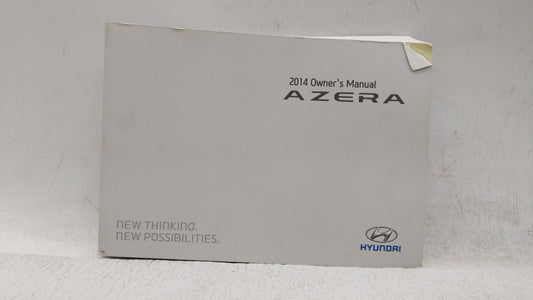 2014 Owner's Manual
AZERA
NEW THINKING.
NEW POSSIBILITIES.
HYUNDAI